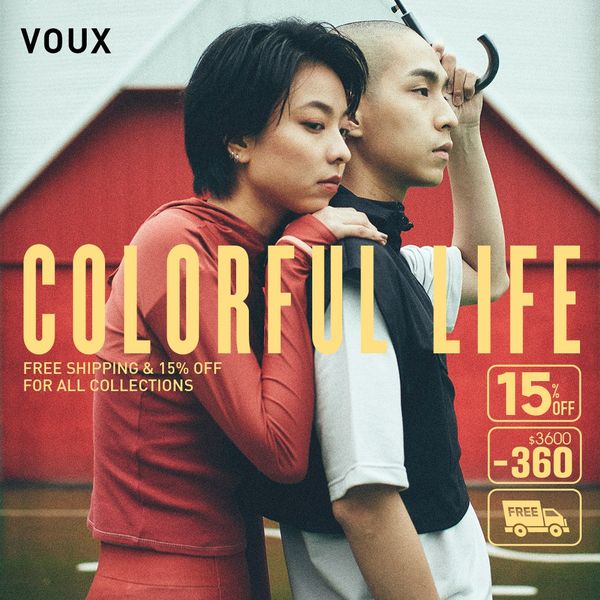 VOUX
COLORFUL LIFE
FREE SHIPPING & 15% OFF
FOR ALL COLLECTIONS
15% OFF
$3600
-360
FREE